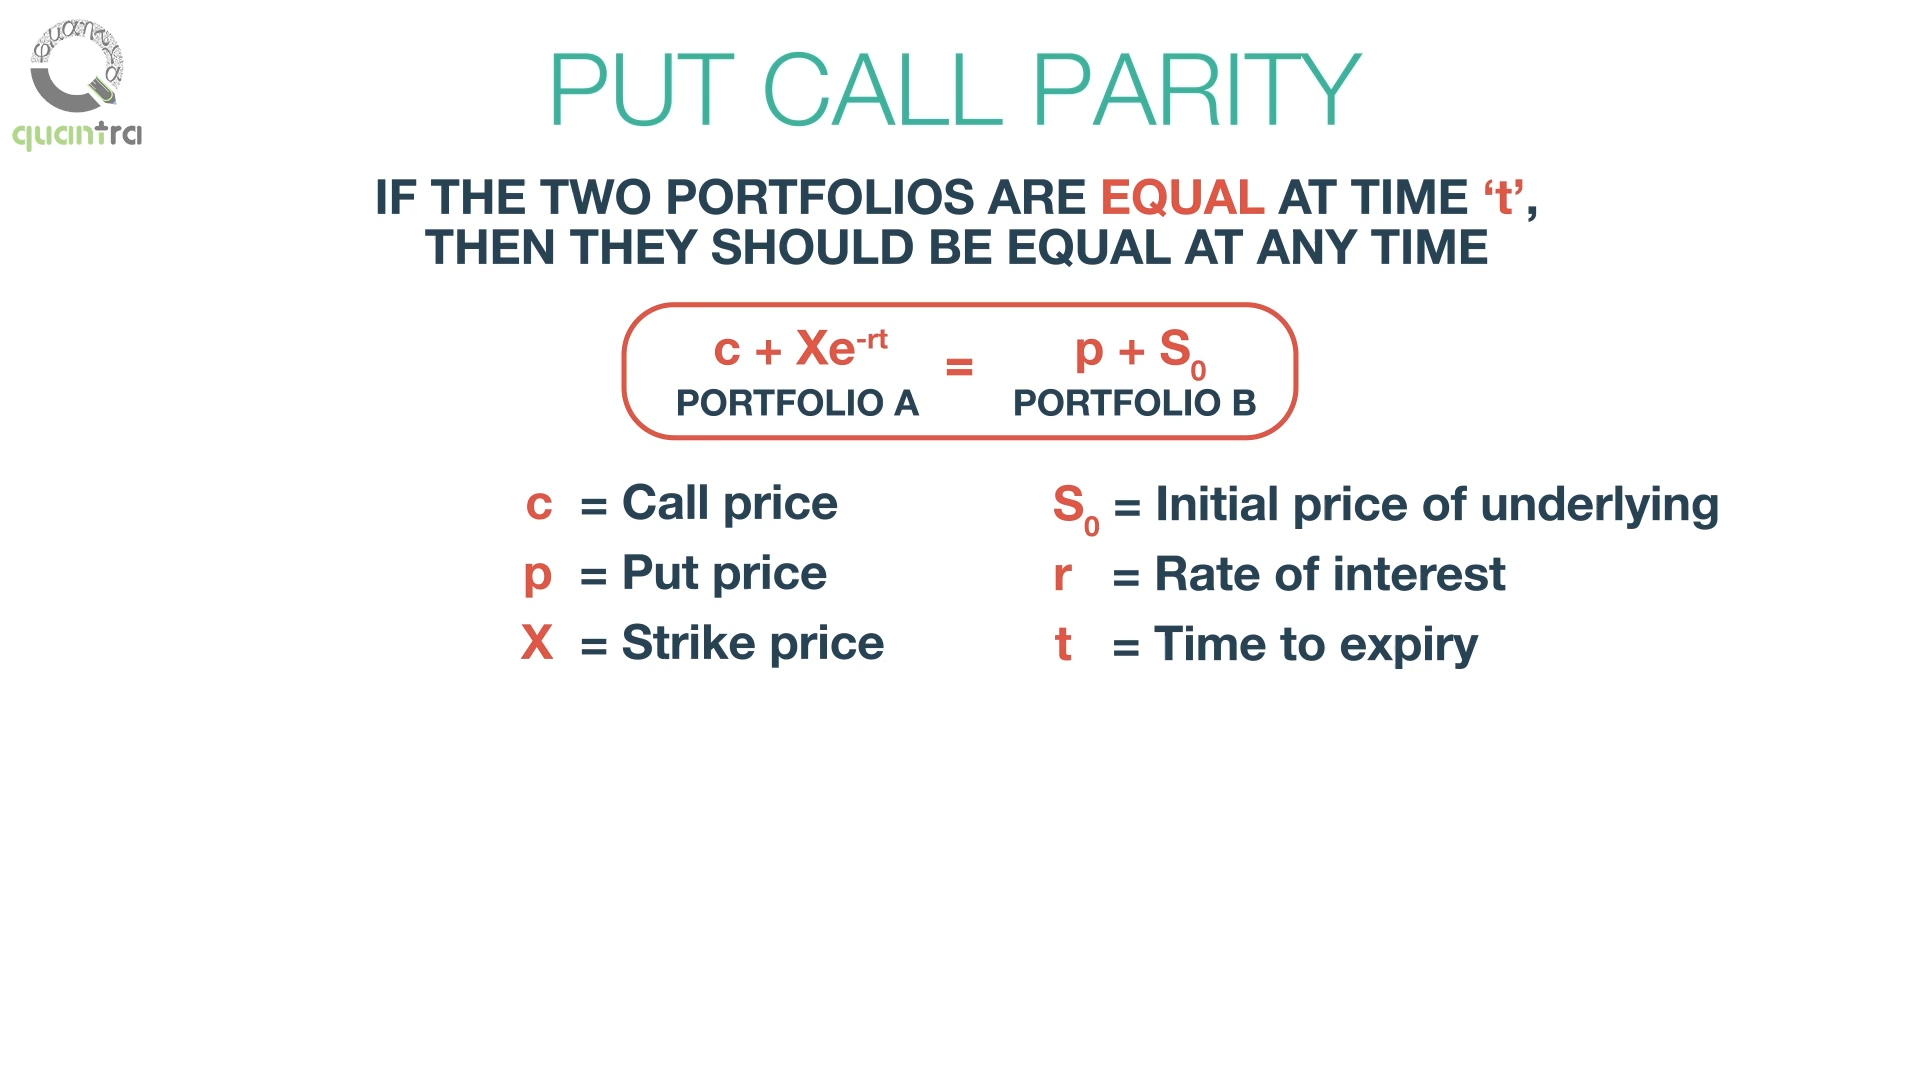 quantra
PUT CALL PARITY
IF THE TWO PORTFOLIOS ARE EQUAL AT TIME ‘t’,
THEN THEY SHOULD BE EQUAL AT ANY TIME
c + Xe⁻ʳᵗ = p + S₀
PORTFOLIO A PORTFOLIO B
c = Call price
p = Put price
X = Strike price
S₀ = Initial price of underlying
r = Rate of interest
t = Time to expiry